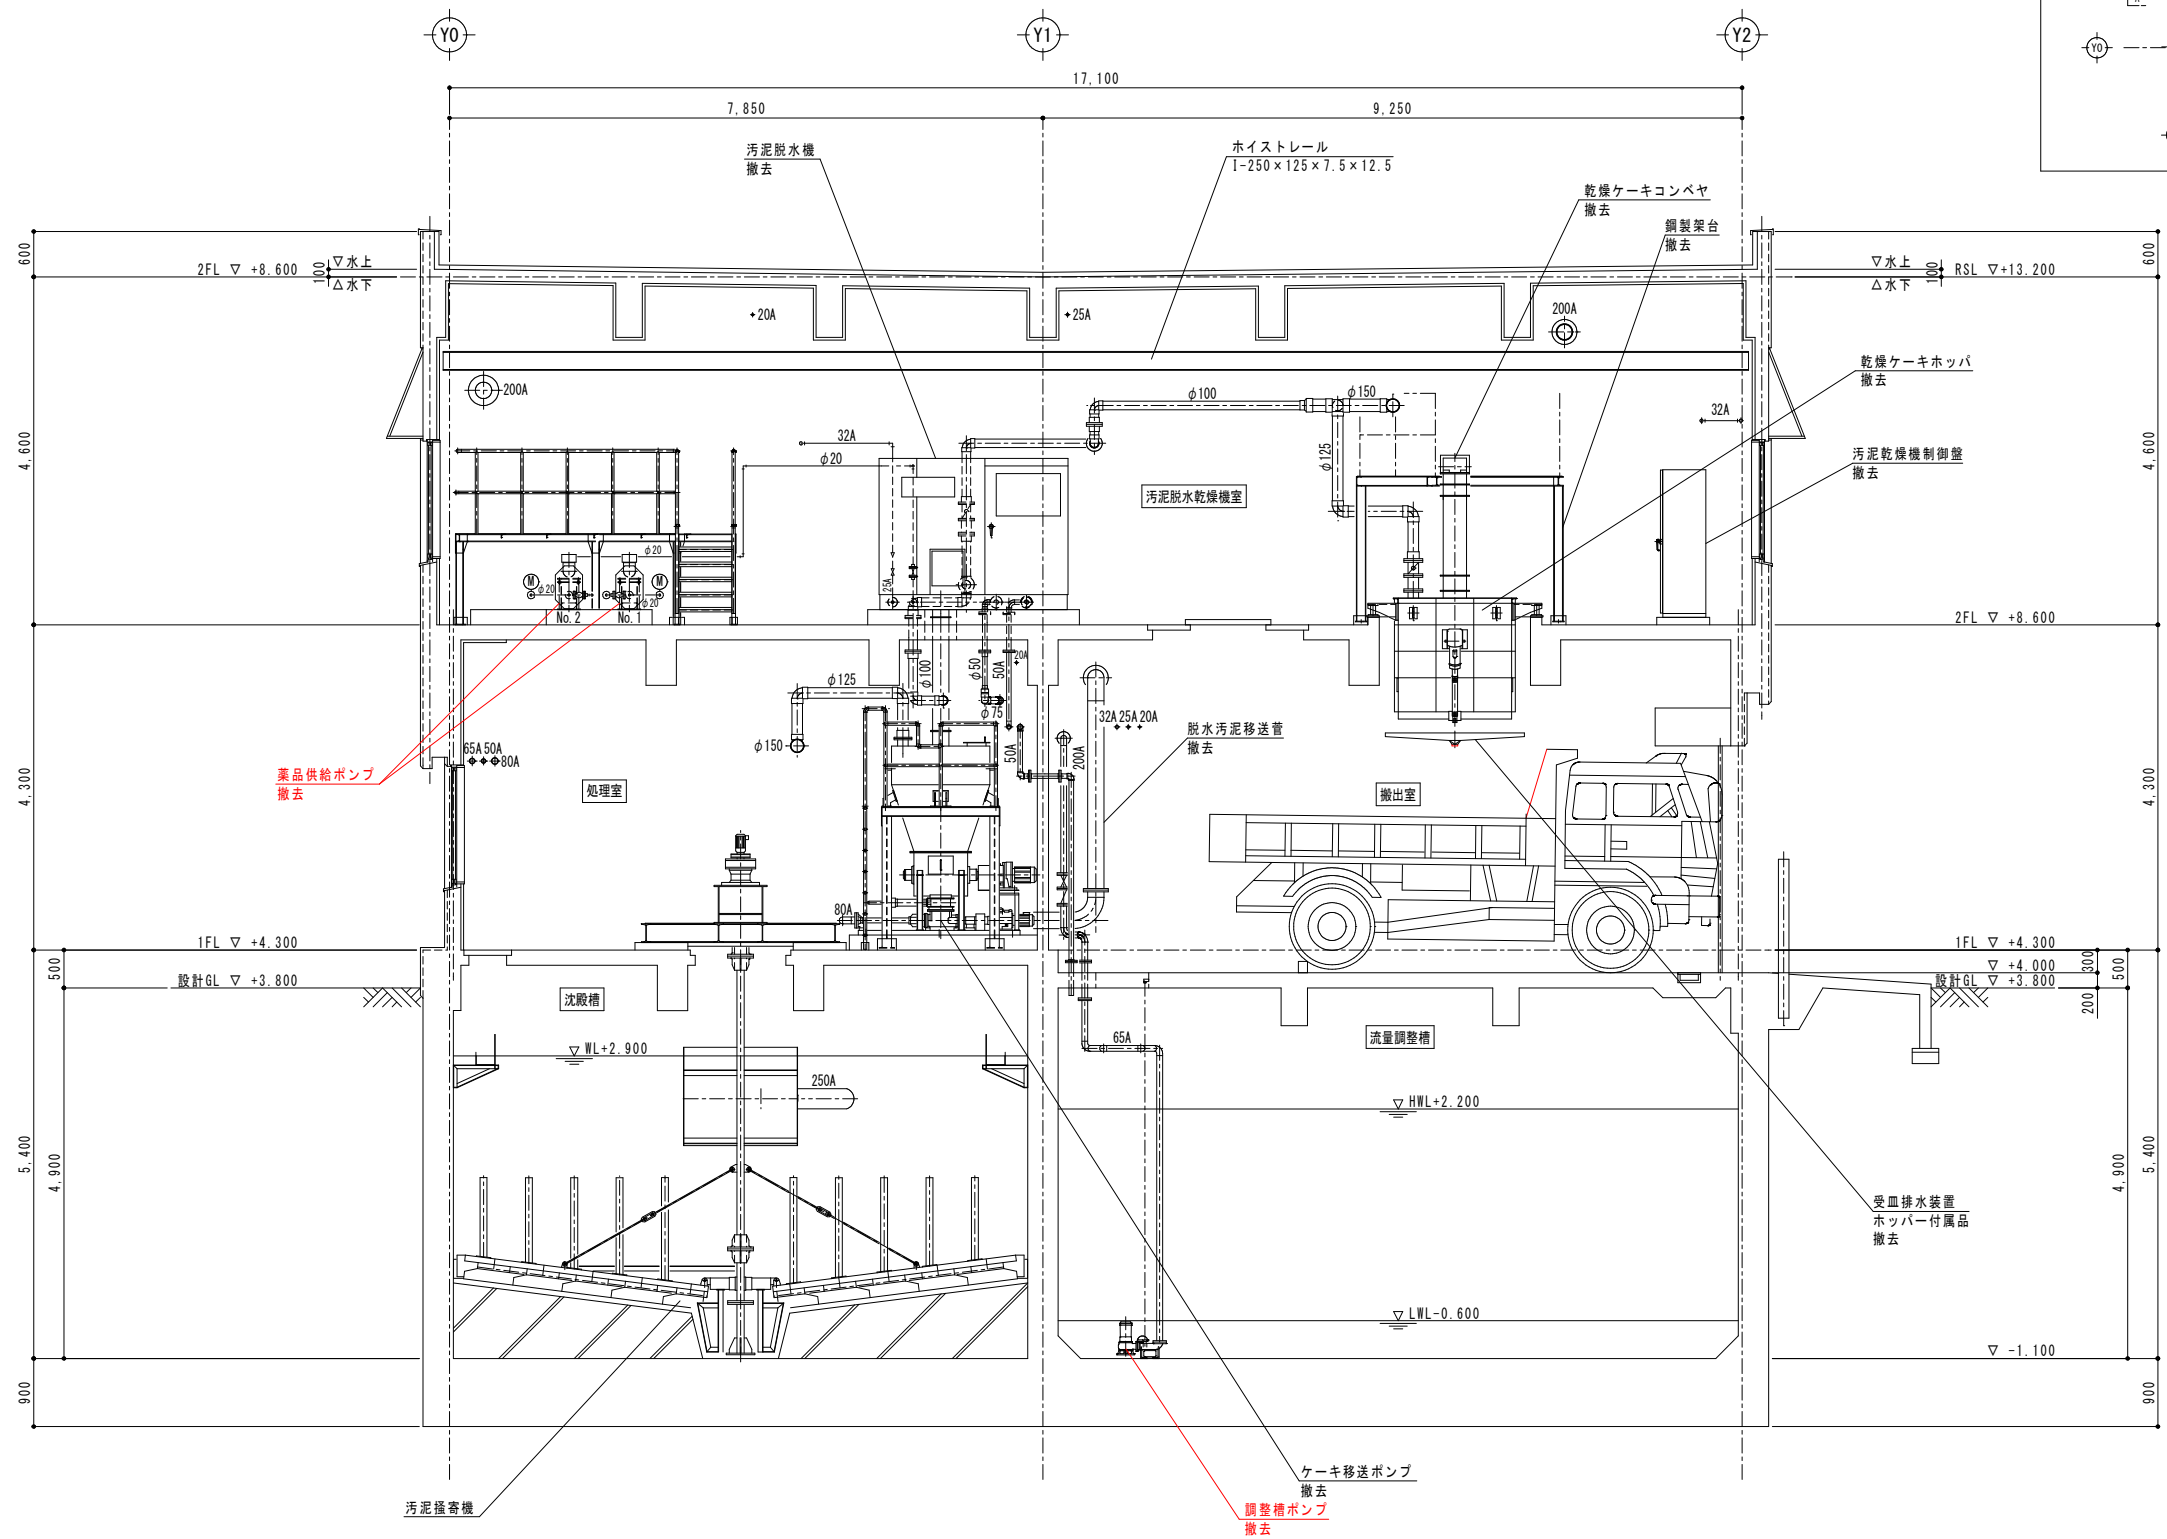 Y0
Y1
Y2
Y0
17,100
7,850
9,250
汚泥脱水機
撤去
ホイストレール
I-250×125×7.5×12.5
乾燥ケーキコンベヤ
撤去
鋼製架台
撤去
600
2FL ▽ +8.600
100
▽水上
△水下
▽水上
△水下
100
RSL ▽+13.200
600
20A
25A
200A
200A
乾燥ケーキホッパ
撤去
φ100
φ150
32A
32A
φ20
φ125
4,600
4,600
汚泥脱水乾燥機室
汚泥乾燥機制御盤
撤去
φ20
M
M
φ20
φ20
25A
No.2
No.1
2FL ▽ +8.600
20A
φ100
φ50
50A
φ125
φ75
φ150
32A 25A 20A
脱水汚泥移送菅
撤去
65A 50A
80A
50A
200A
薬品供給ポンプ
撤去
4,300
4,300
処理室
搬出室
80A
1FL ▽ +4.300
1FL ▽ +4.300
500
▽ +4.000
300
500
設計GL ▽ +3.800
設計GL ▽ +3.800
200
沈殿槽
流量調整槽
65A
▽ WL+2.900
250A
▽ HWL+2.200
5,400
4,900
4,900
5,400
受皿排水装置
ホッパー付属品
撤去
▽ LWL-0.600
▽ -1.100
900
900
ケーキ移送ポンプ
撤去
汚泥掻寄機
調整槽ポンプ
撤去